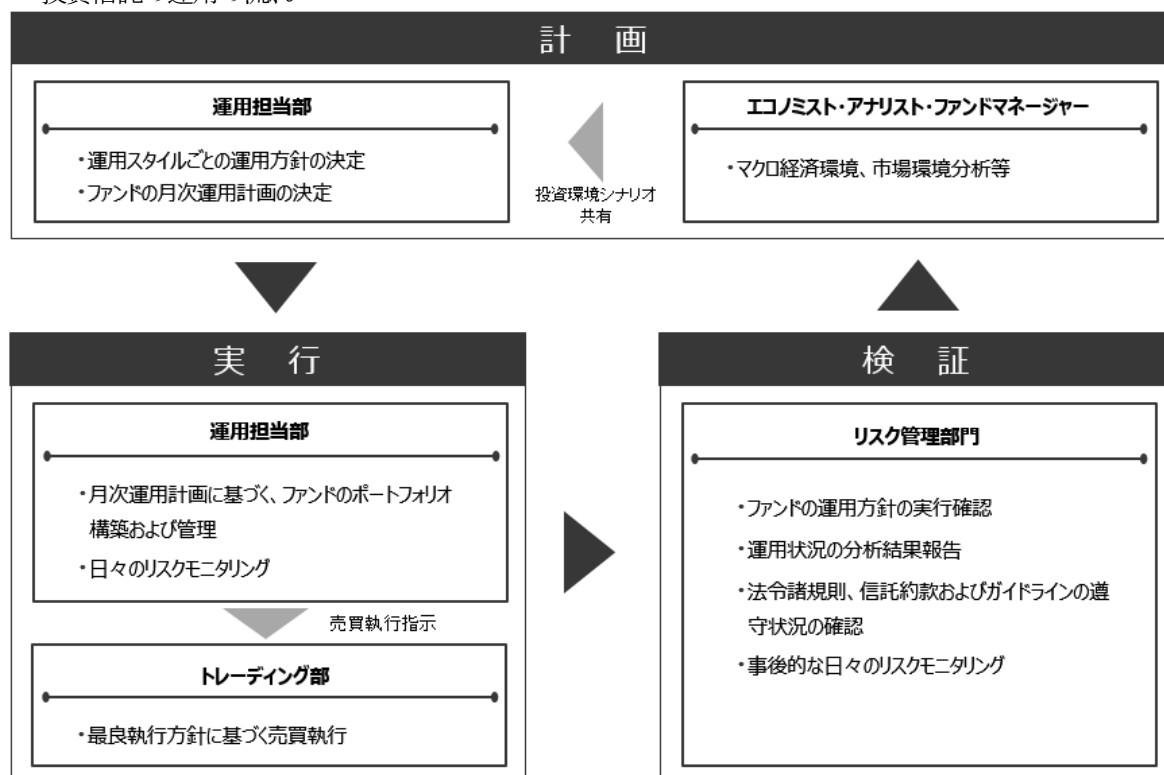 計 画
運用担当部
・運用スタイルごとの運用方針の決定
・ファンドの月次運用計画の決定
投資環境シナリオ
共有
エコノミスト・アナリスト・ファンドマネージャー
・マクロ経済環境、市場環境分析等
実 行
運用担当部
・月次運用計画に基づく、ファンドのポートフォリオ
構築および管理
・日々のリスクモニタリング
売買執行指示
トレーディング部
・最良執行方針に基づく売買執行
検 証
リスク管理部門
・ファンドの運用方針の実行確認
・運用状況の分析結果報告
・法令諸規則、信託約款およびガイドラインの遵
守状況の確認
・事後的な日々のリスクモニタリング